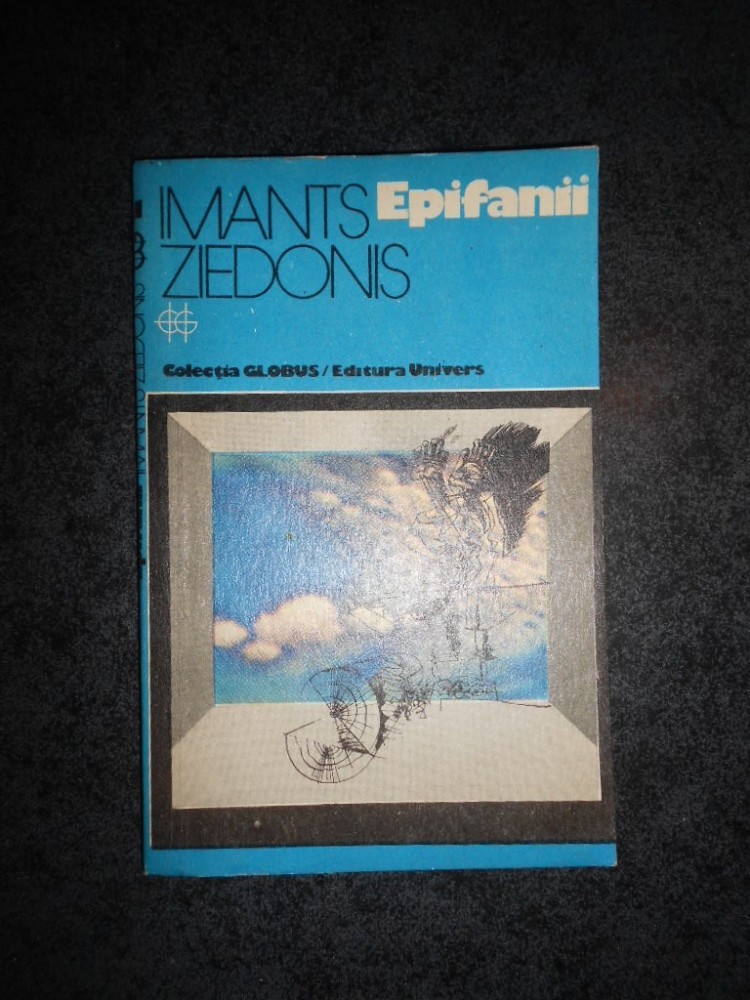 IMANTS Epifanii
ZIEDONIS
Colecția GLOBUS/Editura Univers